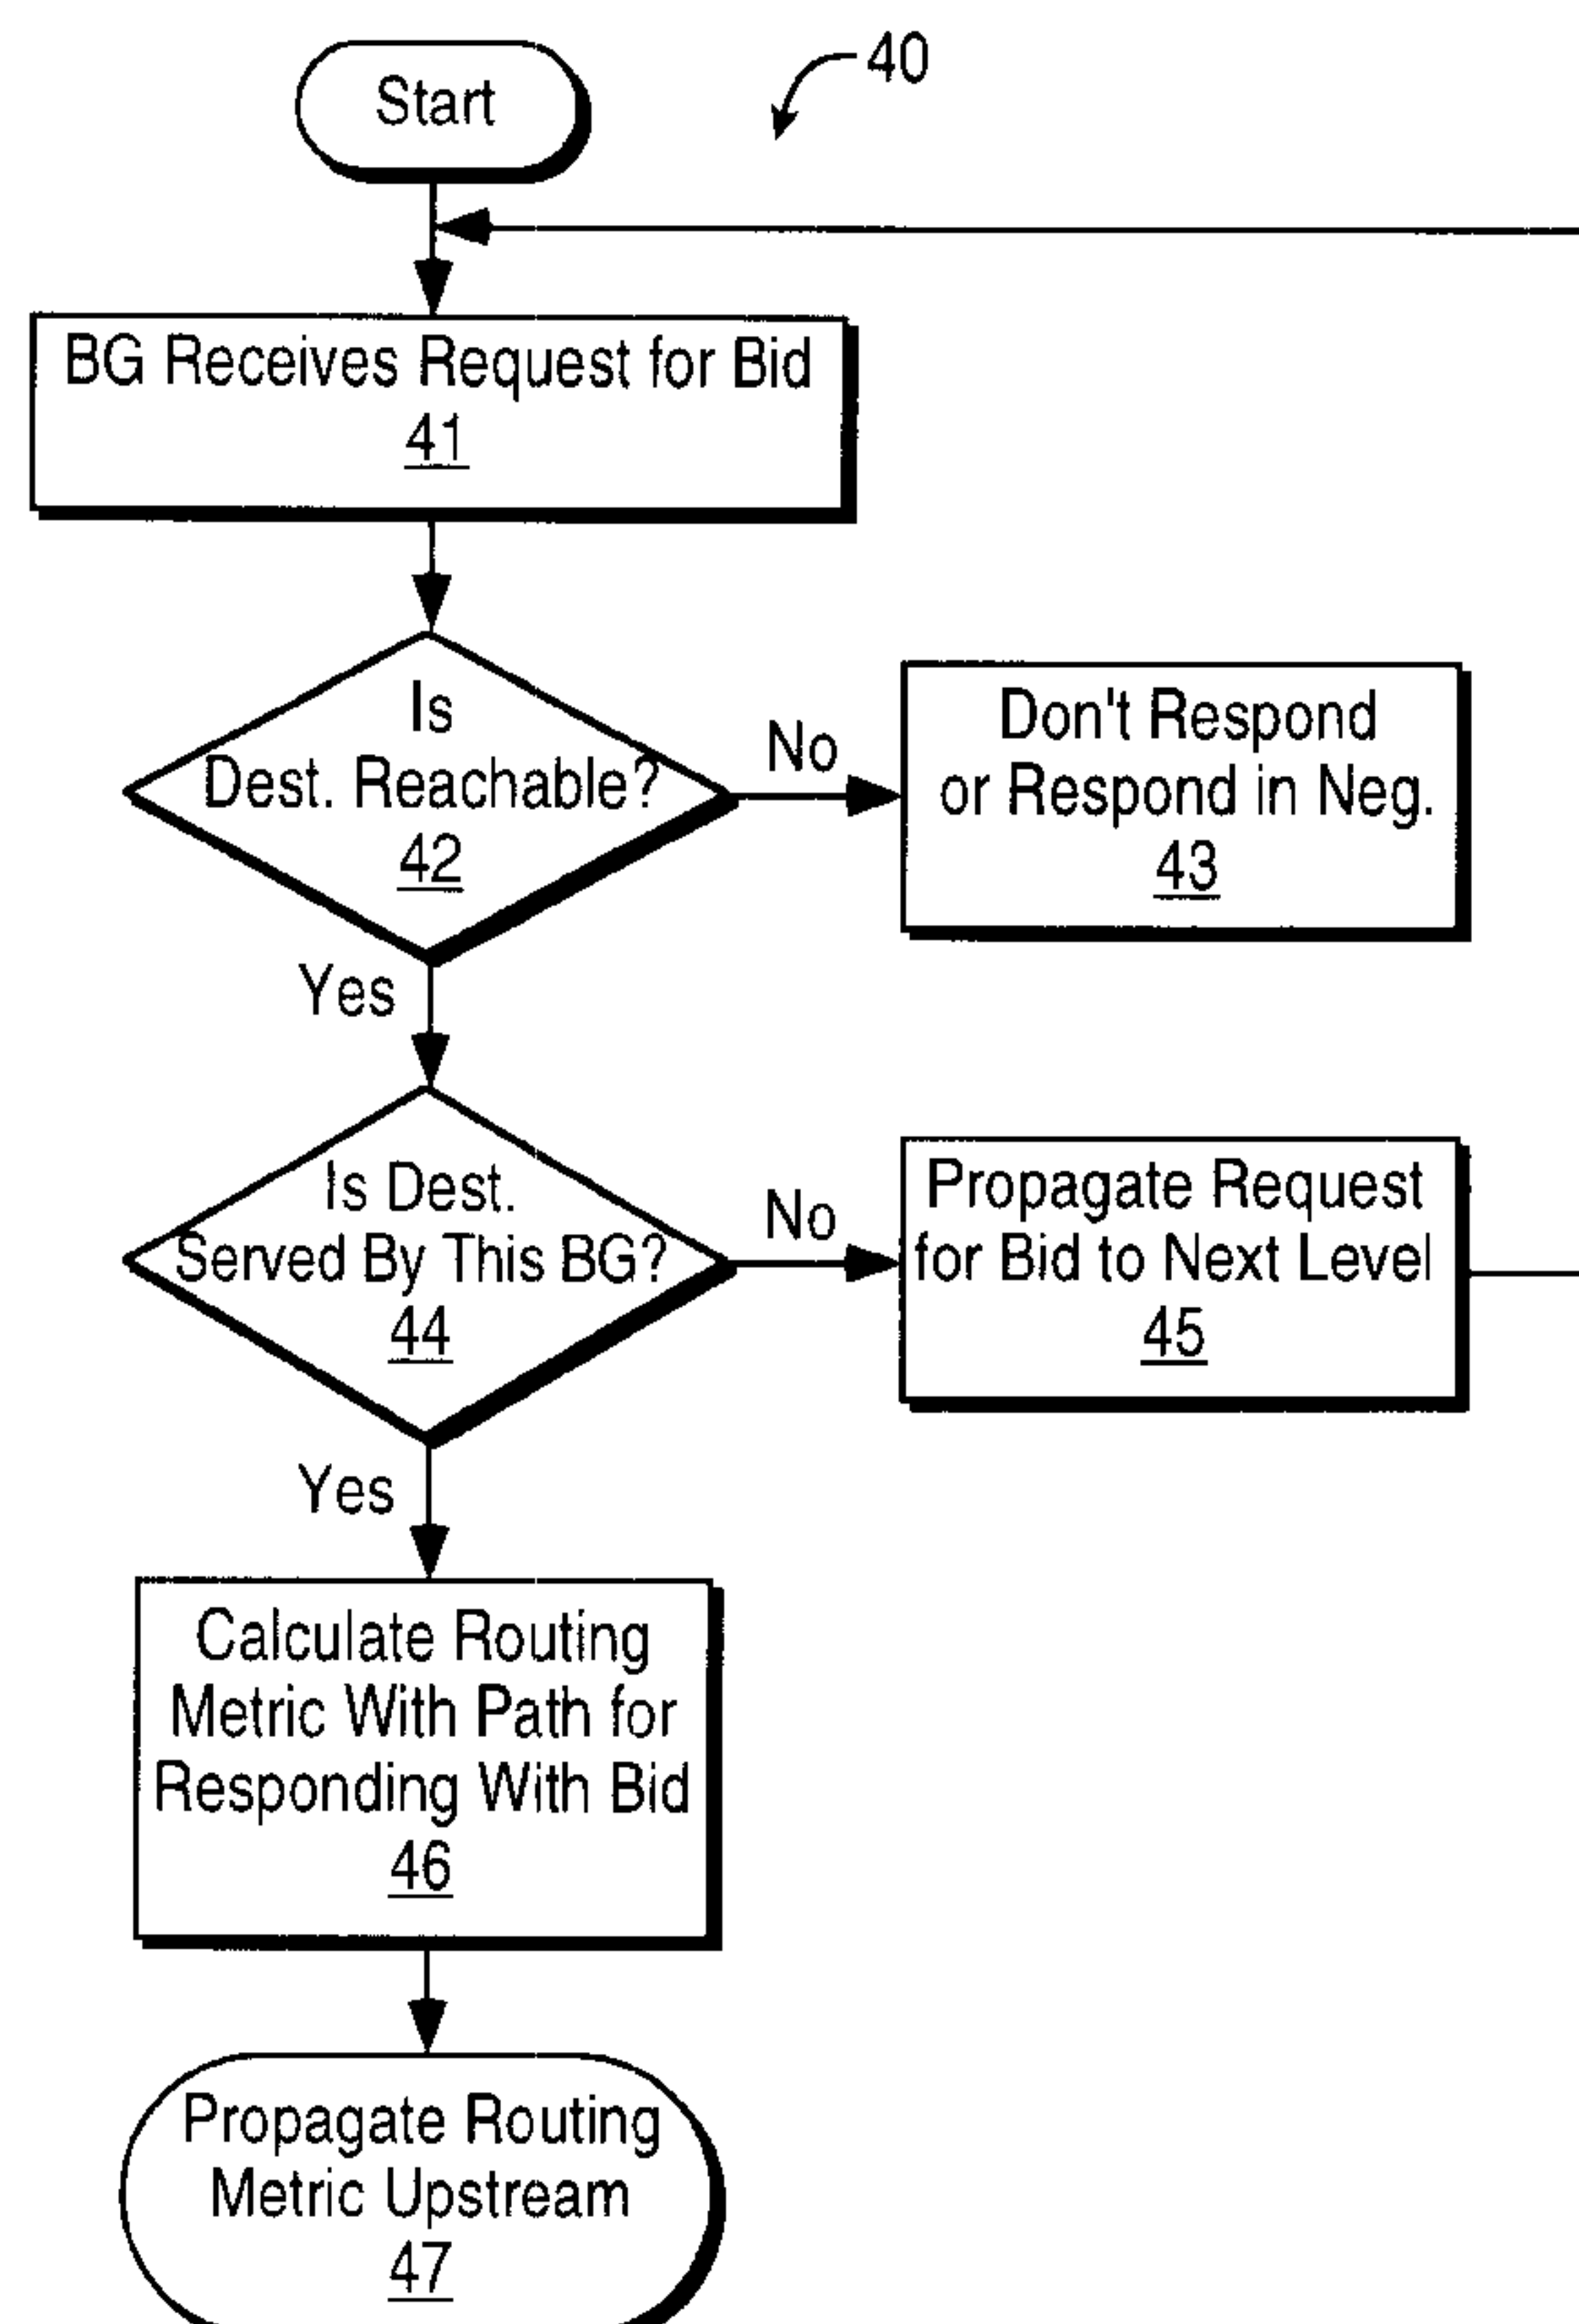 Start
40
BG Receives Request for Bid
41
Is
Dest. Reachable?
42
No
Don't Respond
or Respond in Neg.
43
Yes
Is Dest.
Served By This BG?
44
No
Propagate Request
for Bid to Next Level
45
Yes
Calculate Routing
Metric With Path for
Responding With Bid
46
Propagate Routing
Metric Upstream
47